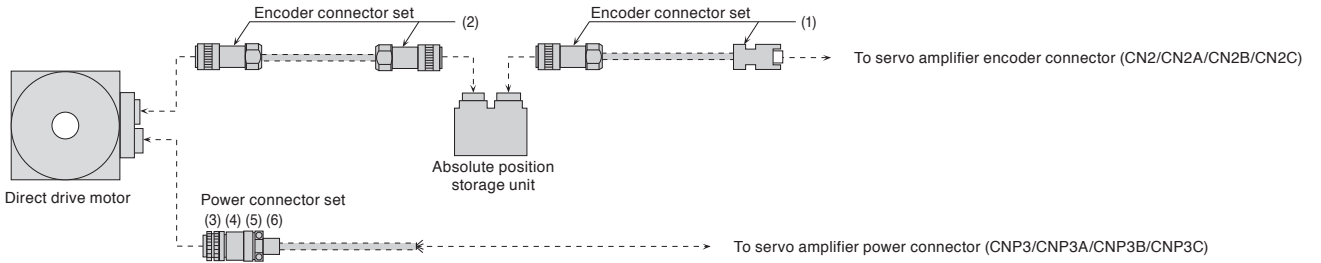 Encoder connector set
(2)
Encoder connector set
(1)
To servo amplifier encoder connector (CN2/CN2A/CN2B/CN2C)
Absolute position
storage unit
Direct drive motor
Power connector set
(3) (4) (5) (6)
To servo amplifier power connector (CNP3/CNP3A/CNP3B/CNP3C)